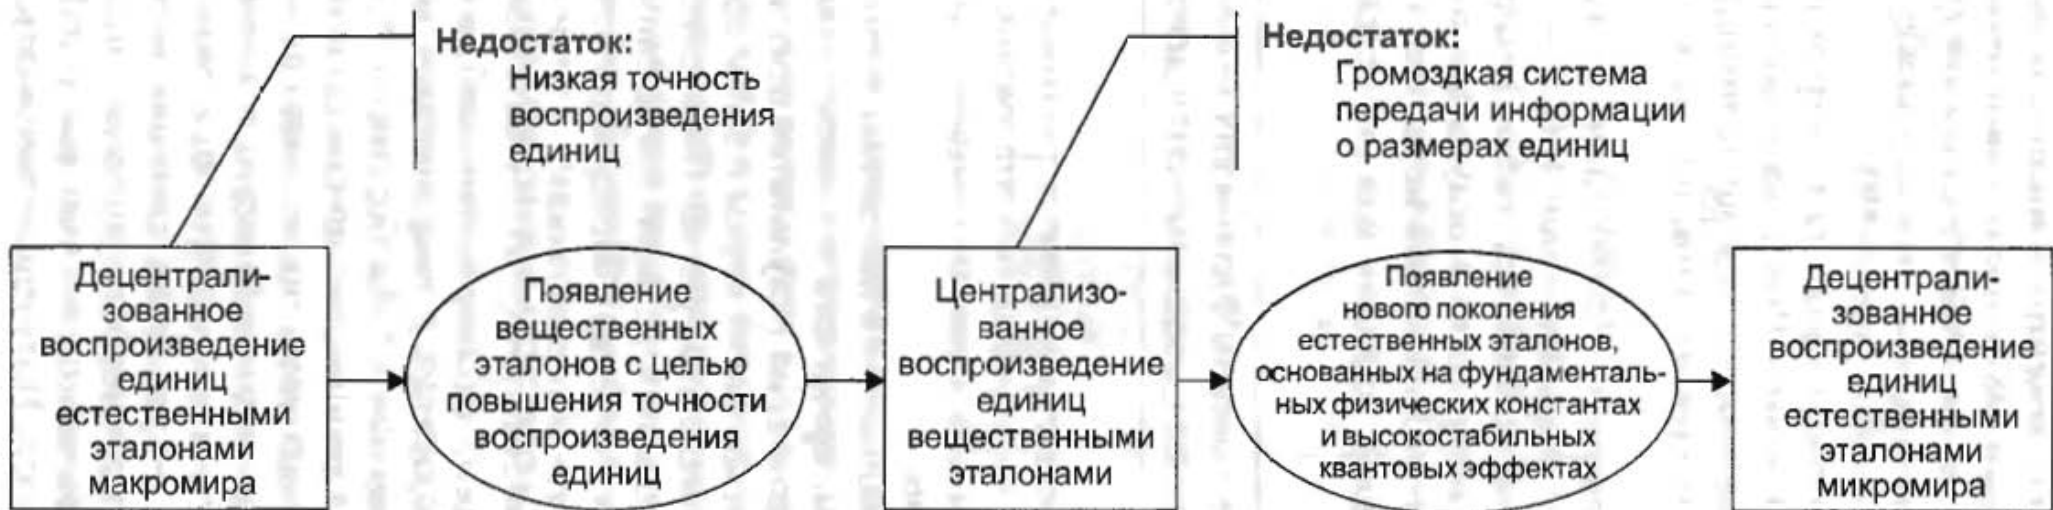 Недостаток:
Низкая точность
воспроизведения
единиц
Недостаток:
Громоздкая система
передачи информации
о размерах единиц
Децентрали-
зованное
воспроизведение
единиц
естественными
эталонами
макромира
Появление
вещественных
эталонов с целью
повышения точности
воспроизведения
единиц
Централизо-
ванное
воспроизведение
единиц
вещественными
эталонами
Появление
нового поколения
естественных эталонов,
основанных на фундаменталь-
ных физических константах
и высокостабильных
квантовых эффектах
Децентрали-
зованное
воспроизведение
единиц
естественными
эталонами
микромира